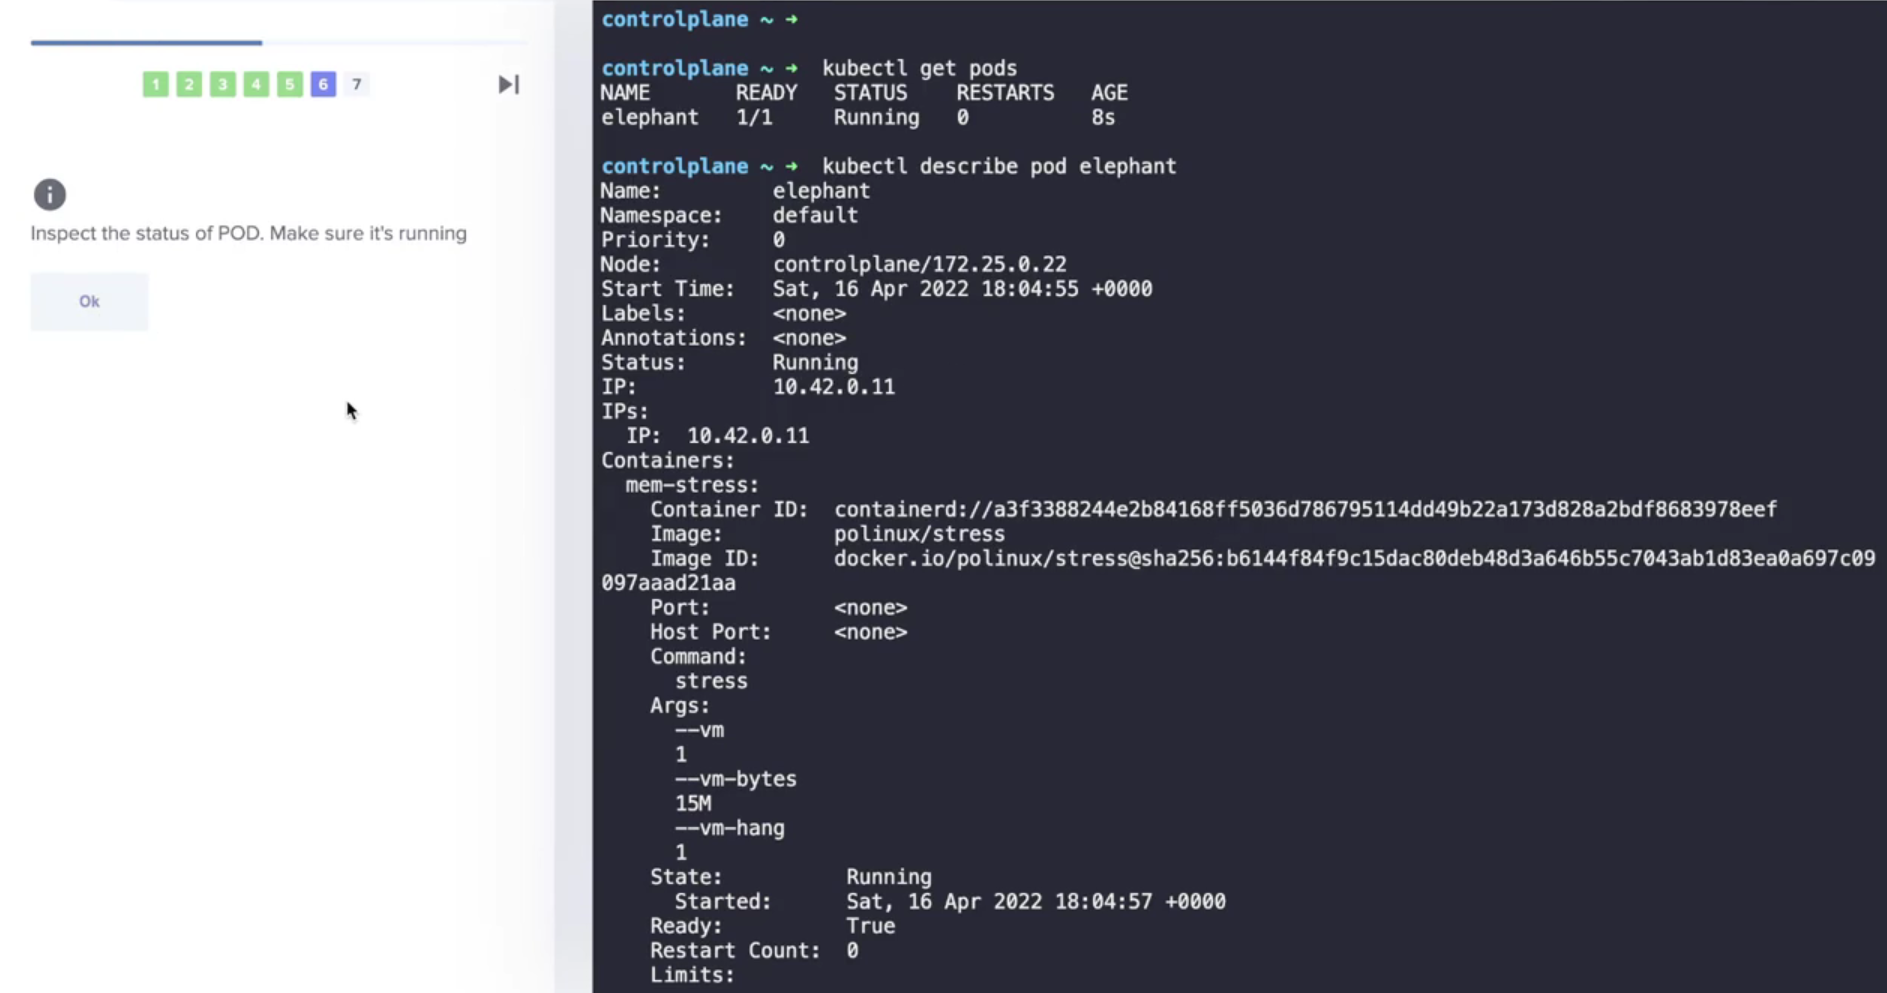 1 2 3 4 5 6 7
Inspect the status of POD. Make sure it's running
Ok
controlplane ~ ➜
controlplane ~ ➜ kubectl get pods
NAME READY STATUS RESTARTS AGE
elephant 1/1 Running 0 8s
controlplane ~ ➜ kubectl describe pod elephant
Name: elephant
Namespace: default
Priority: 0
Node: controlplane/172.25.0.22
Start Time: Sat, 16 Apr 2022 18:04:55 +0000
Labels: <none>
Annotations: <none>
Status: Running
IP: 10.42.0.11
IPs:
IP: 10.42.0.11
Containers:
mem-stress:
Container ID: containerd://a3f3388244e2b84168ff5036d786795114dd49b22a173d828a2bdf8683978eef
Image: polinux/stress
Image ID: docker.io/polinux/stress@sha256:b6144f84f9c15dac80deb48d3a646b55c7043ab1d83ea0a697c09
097aaad21aa
Port: <none>
Host Port: <none>
Command:
stress
Args:
--vm
1
--vm-bytes
15M
--vm-hang
1
State: Running
Started: Sat, 16 Apr 2022 18:04:57 +0000
Ready: True
Restart Count: 0
Limits: